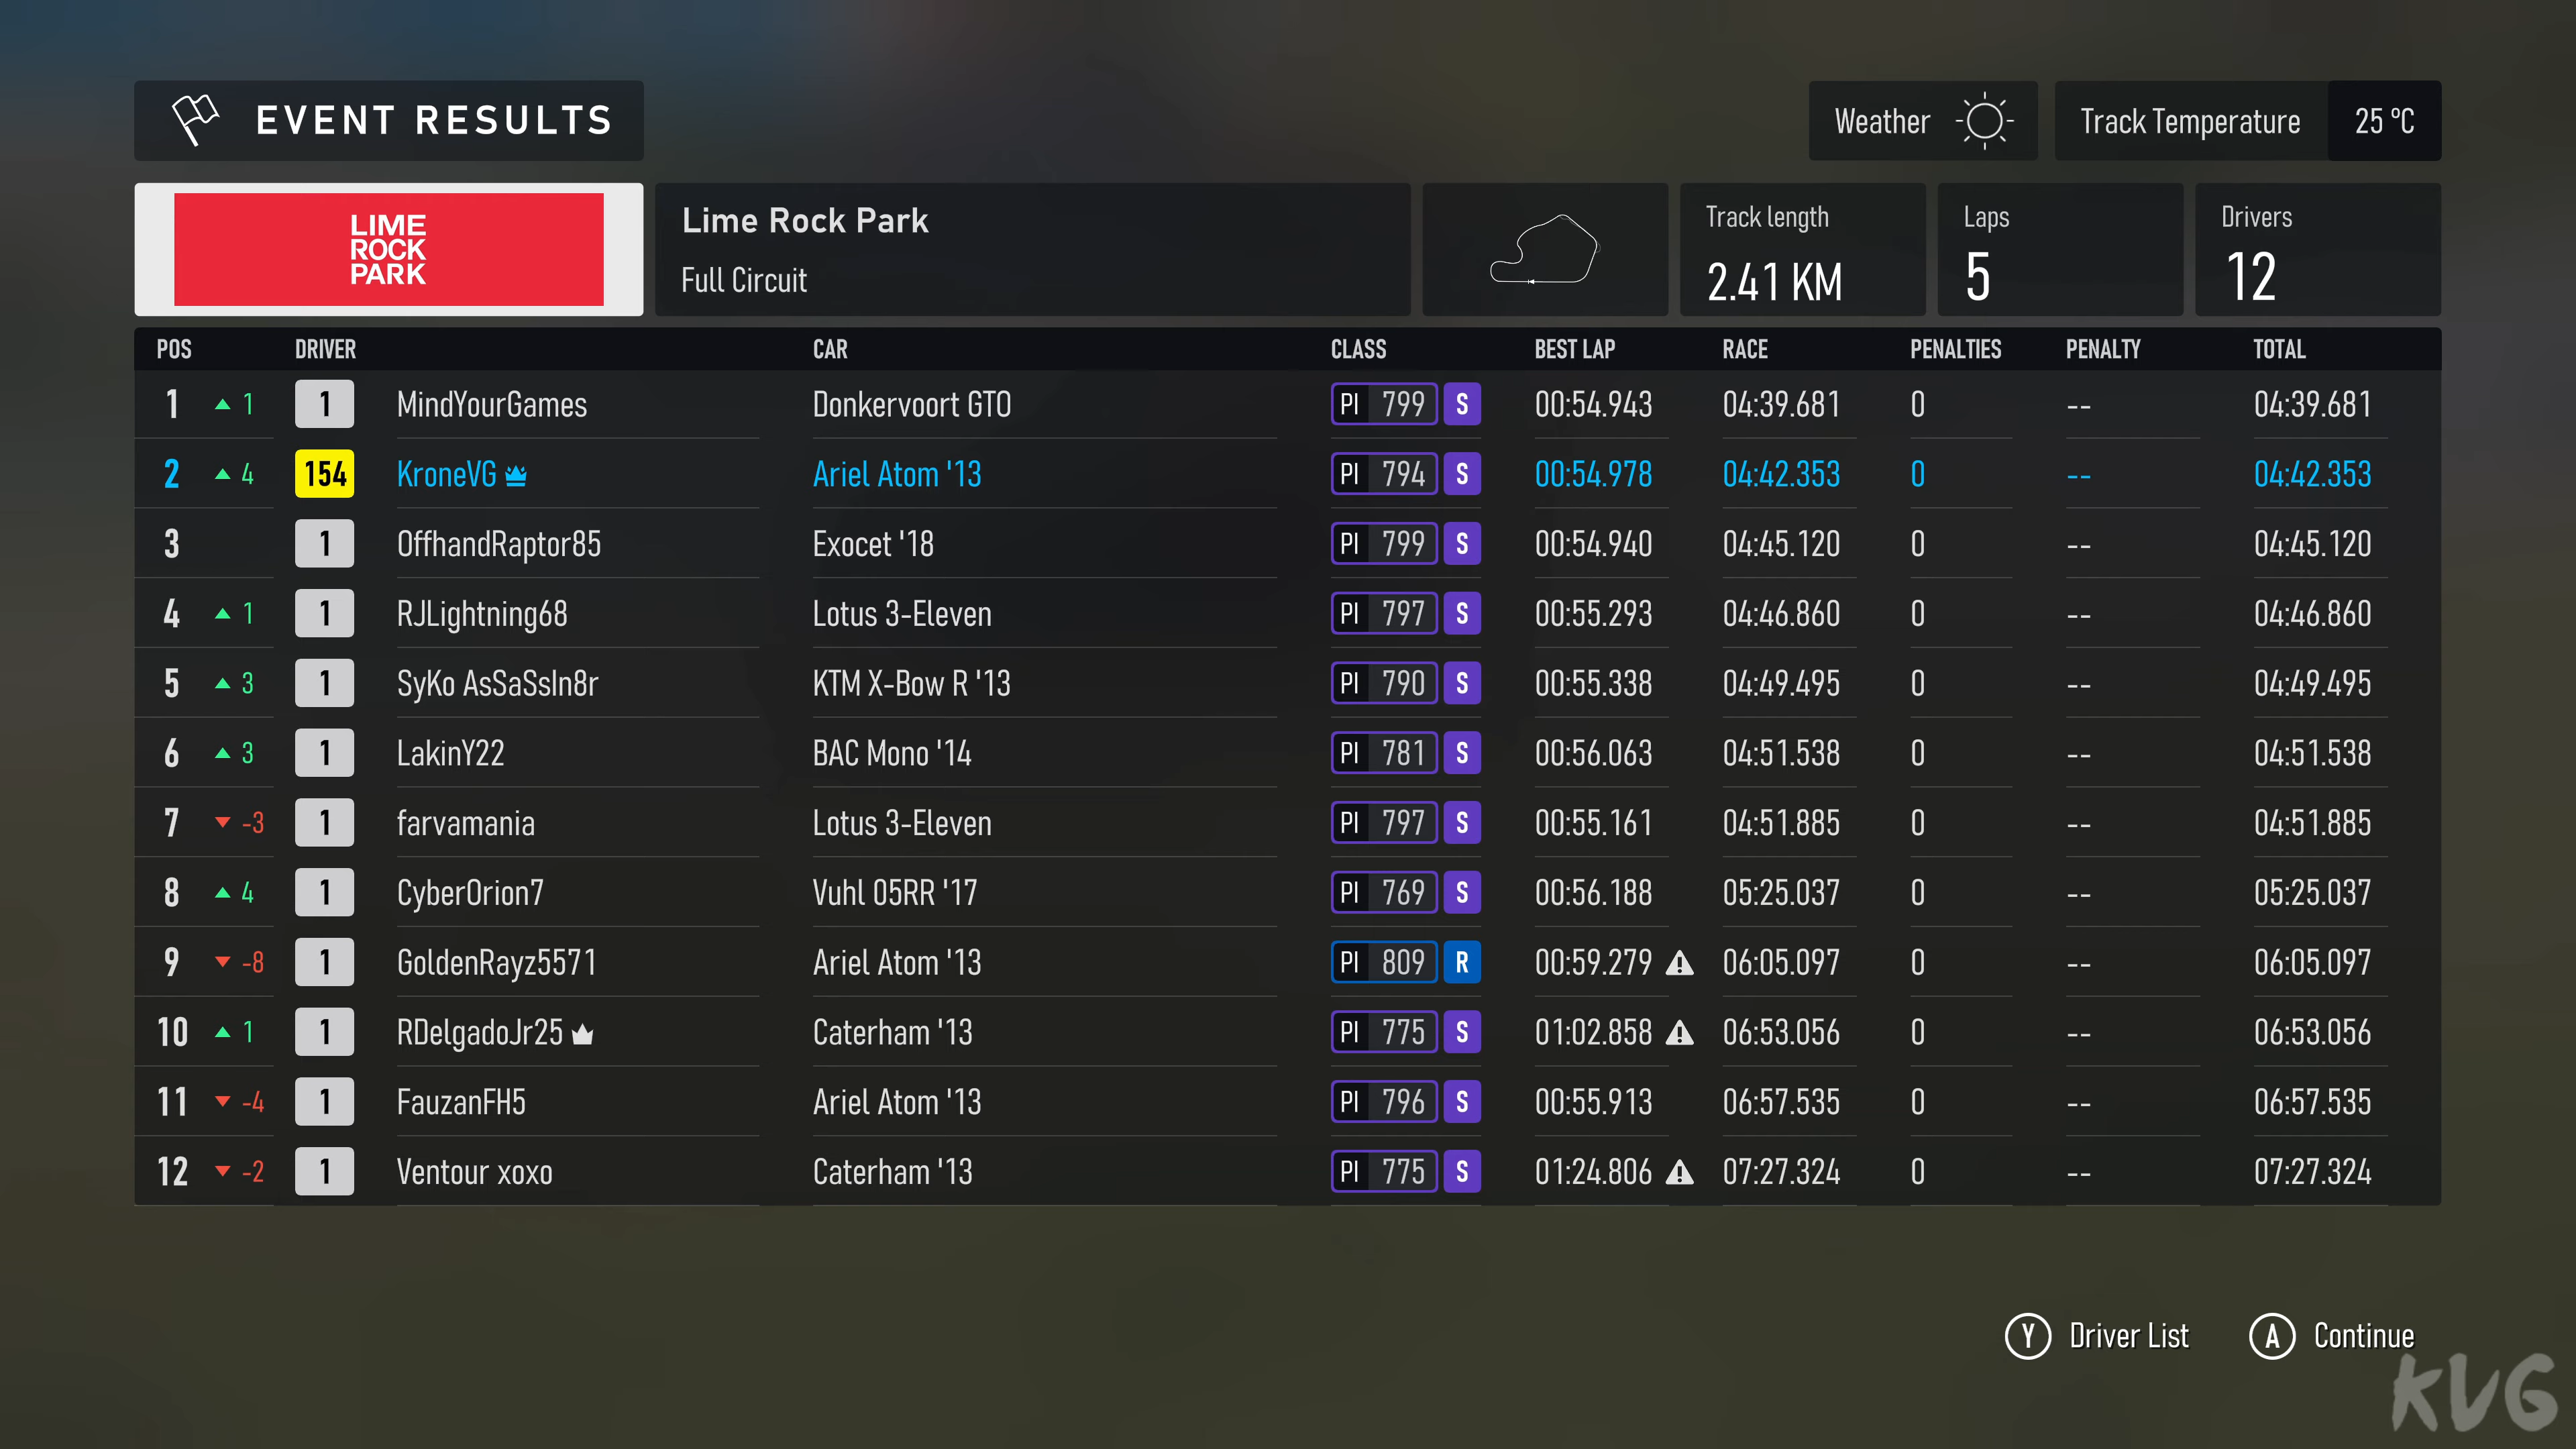 EVENT RESULTS
Weather Track Temperature 25 °C
LIME
ROCK
PARK
Lime Rock Park
Full Circuit
Track length
2.41 KM
Laps
5
Drivers
12
POS DRIVER CAR CLASS BEST LAP RACE PENALTIES PENALTY TOTAL
1 1 1 MindYourGames Donkervoort GTO PI 799 S 00:54.943 04:39.681 0 -- 04:39.681
2 4 154 KroneVG Ariel Atom '13 PI 794 S 00:54.978 04:42.353 0 -- 04:42.353
3 1 OffhandRaptor85 Exocet '18 PI 799 S 00:54.940 04:45.120 0 -- 04:45.120
4 1 1 RJLightning68 Lotus 3-Eleven PI 797 S 00:55.293 04:46.860 0 -- 04:46.860
5 3 1 SyKo AsSaSsIn8r KTM X-Bow R '13 PI 790 S 00:55.338 04:49.495 0 -- 04:49.495
6 3 1 LakinY22 BAC Mono '14 PI 781 S 00:56.063 04:51.538 0 -- 04:51.538
7 -3 1 farvamania Lotus 3-Eleven PI 797 S 00:55.161 04:51.885 0 -- 04:51.885
8 4 1 CyberOrion7 Vuhl 05RR '17 PI 769 S 00:56.188 05:25.037 0 -- 05:25.037
9 -8 1 GoldenRayz5571 Ariel Atom '13 PI 809 R 00:59.279 06:05.097 0 -- 06:05.097
10 1 1 RDelgadoJr25 Caterham '13 PI 775 S 01:02.858 06:53.056 0 -- 06:53.056
11 -4 1 FauzanFH5 Ariel Atom '13 PI 796 S 00:55.913 06:57.535 0 -- 06:57.535
12 -2 1 Ventour xoxo Caterham '13 PI 775 S 01:24.806 07:27.324 0 -- 07:27.324
Y Driver List A Continue
KVG